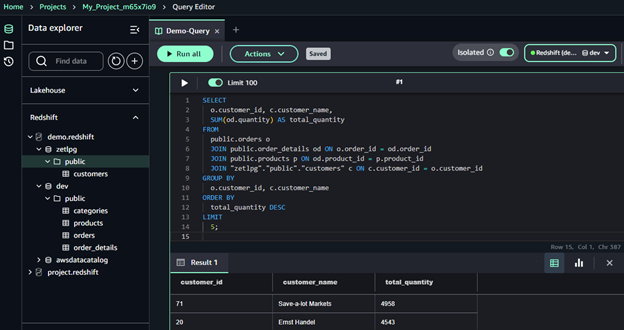 Home > Projects > My_Project_m65x7io9 > Query Editor
Data explorer
Find data
Lakehouse
Redshift
demo.redshift
zetlpg
public
customers
dev
public
categories
products
orders
order_details
awsdatacatalog
project.redshift
Demo-Query
Run all
Actions
Saved
Isolated
Redshift (de...
dev
Limit 100
#1
1 SELECT
2 o.customer_id, c.customer_name,
3 SUM(od.quantity) AS total_quantity
4 FROM
5 public.orders o
6 JOIN public.order_details od ON o.order_id = od.order_id
7 JOIN public.products p ON od.product_id = p.product_id
8 JOIN "zetlpg"."public"."customers" c ON c.customer_id = o.customer_id
9 GROUP BY
10 o.customer_id, c.customer_name
11 ORDER BY
12 total_quantity DESC
13 LIMIT
14 5;
15
Row 15, Col 1, Chr 387
Result 1
customer_id customer_name total_quantity
71 Save-a-lot Markets 4958
20 Ernst Handel 4543